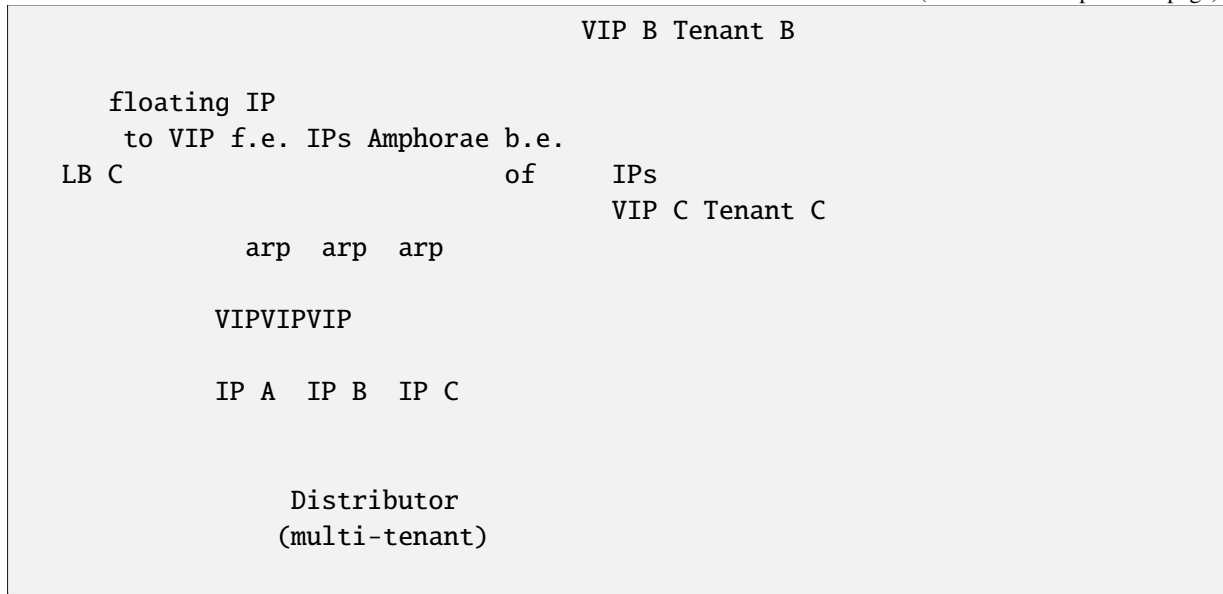 VIP B Tenant B
floating IP
to VIP f.e. IPs Amphorae b.e.
LB C of IPs
VIP C Tenant C
arp arp arp
VIPVIPVIP
IP A IP B IP C
Distributor
(multi-tenant)